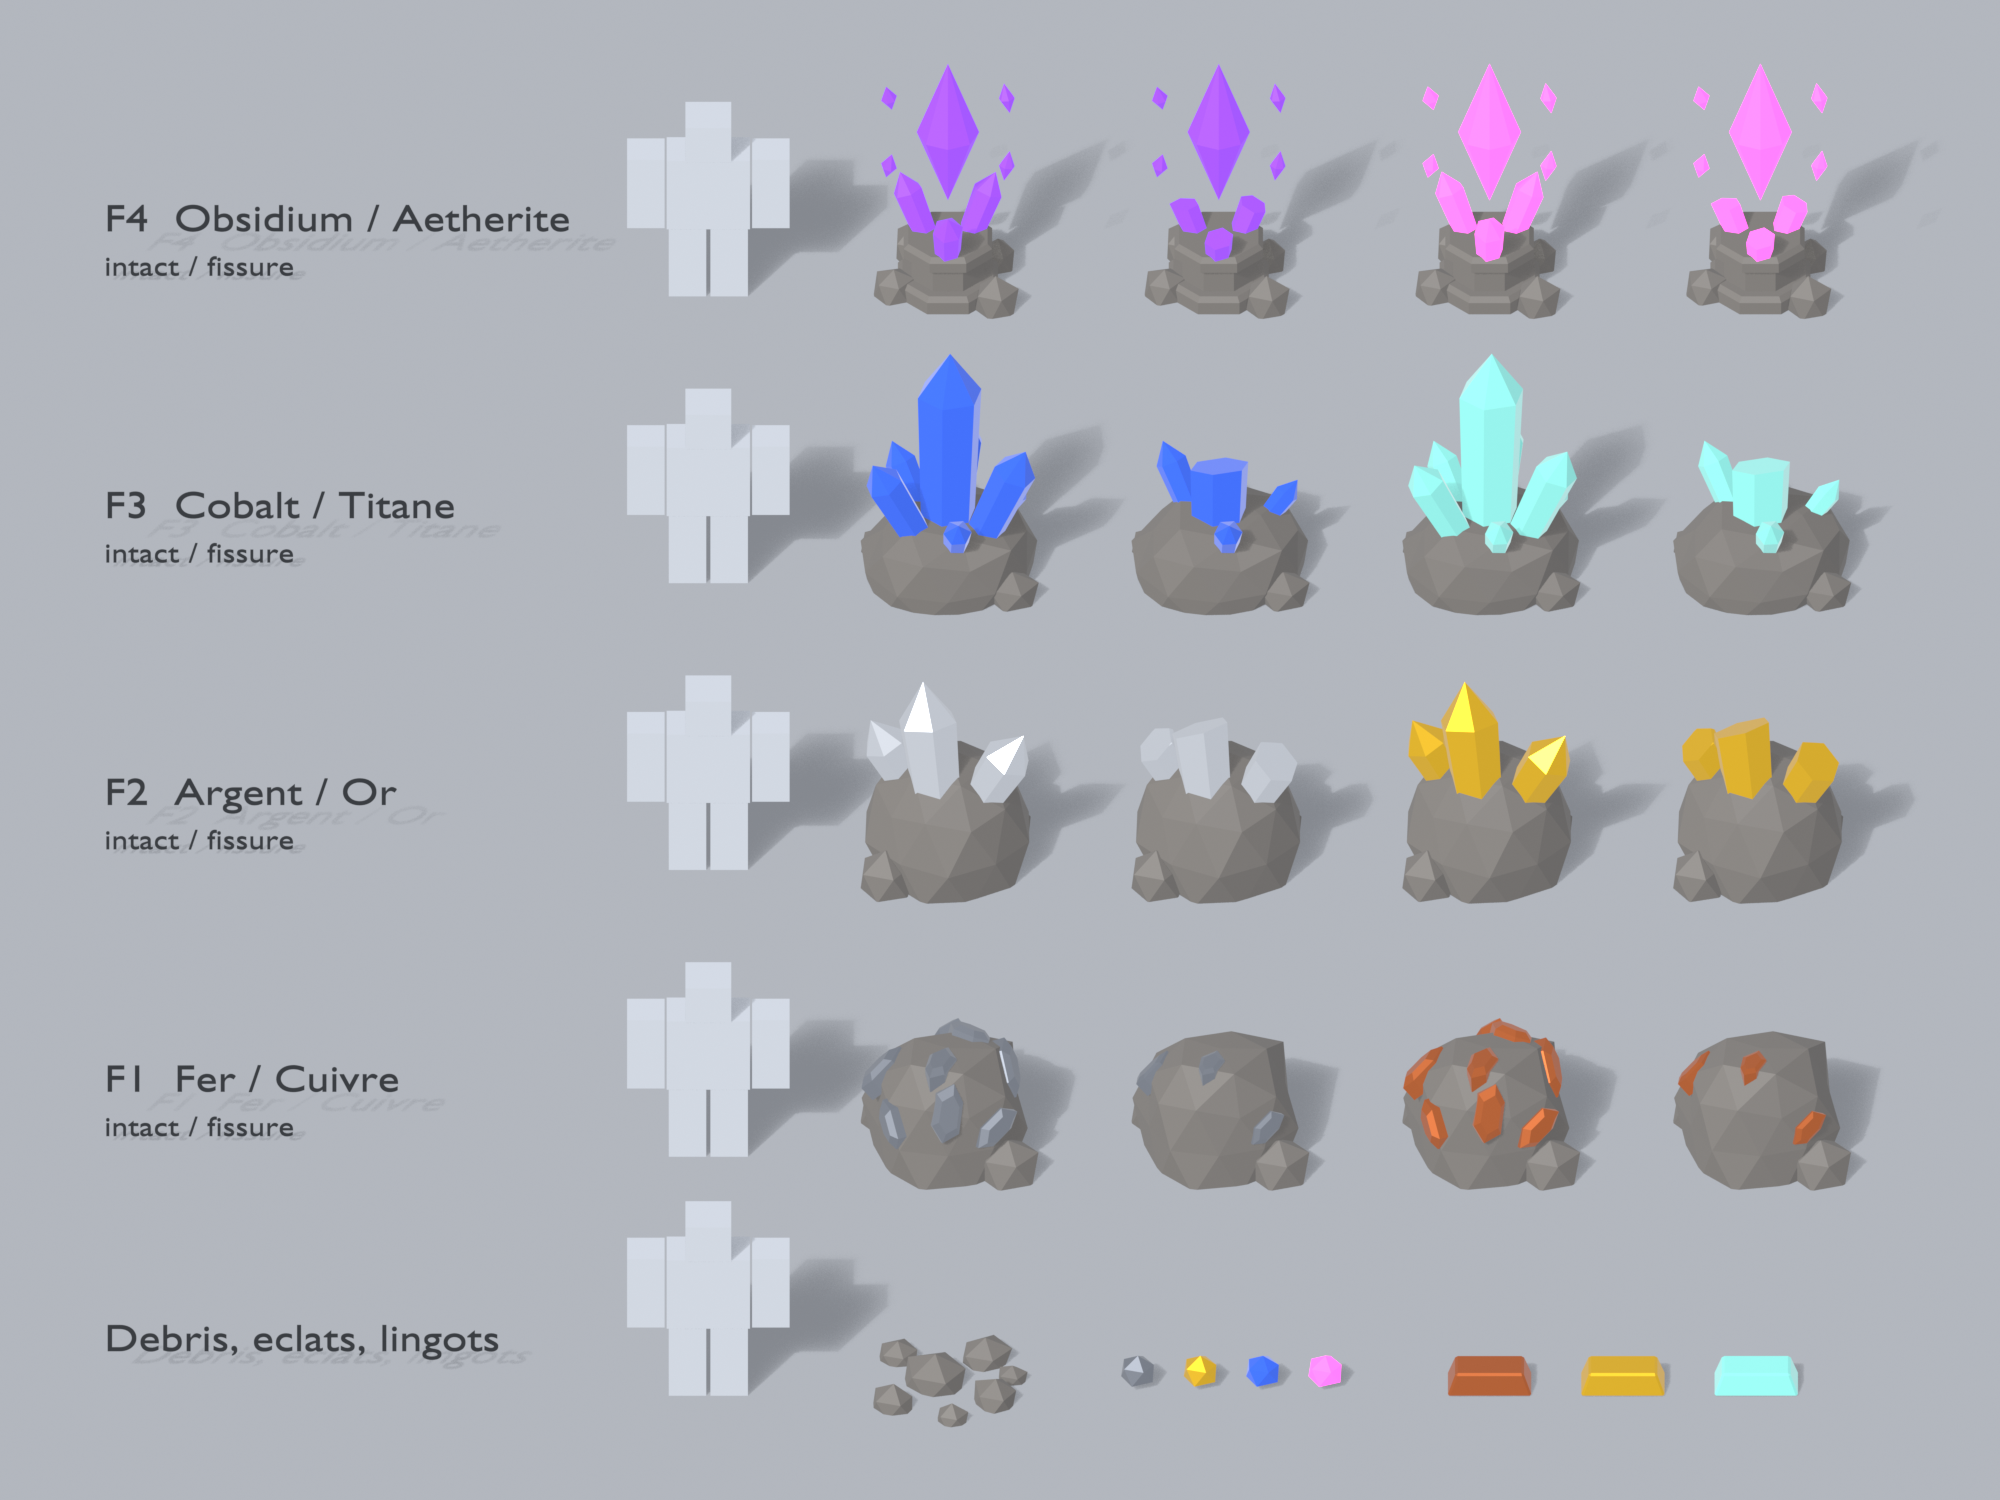 F4 Obsidium / Aetherite
intact / fissure
F3 Cobalt / Titane
intact / fissure
F2 Argent / Or
intact / fissure
F1 Fer / Cuivre
intact / fissure
Debris, eclats, lingots